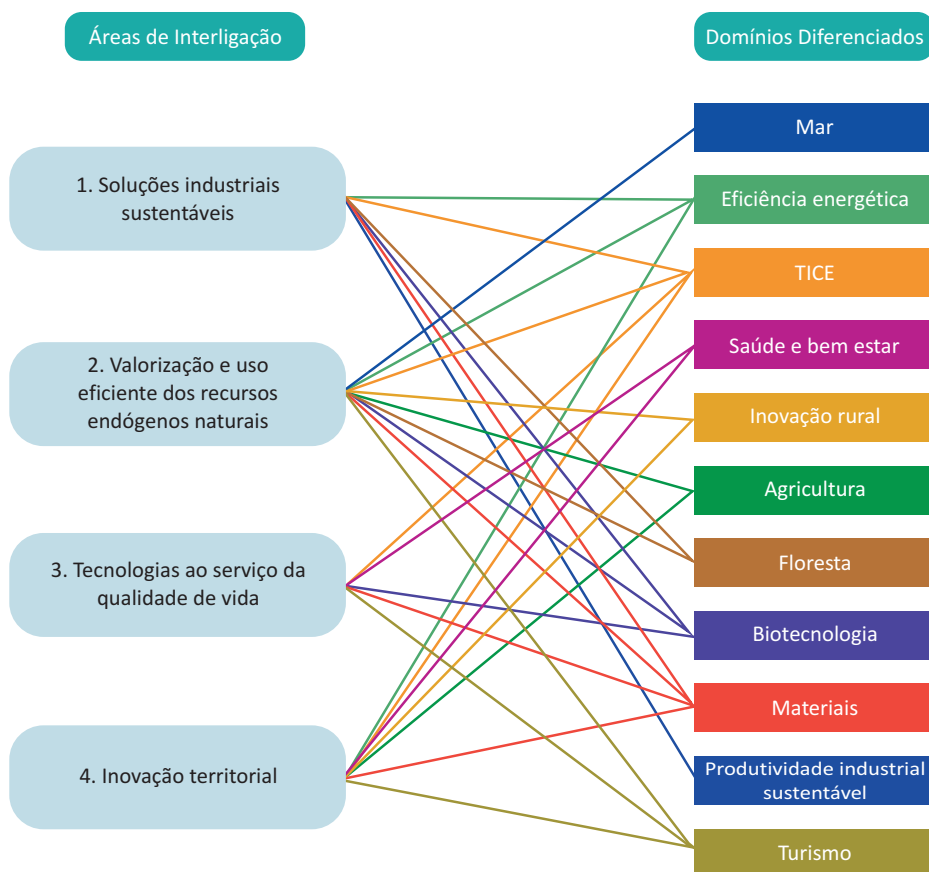 Áreas de Interligação
Domínios Diferenciados
1. Soluções industriais
sustentáveis
2. Valorização e uso
eficiente dos recursos
endógenos naturais
3. Tecnologias ao serviço da
qualidade de vida
4. Inovação territorial
Mar
Eficiência energética
TICE
Saúde e bem estar
Inovação rural
Agricultura
Floresta
Biotecnologia
Materiais
Produtividade industrial
sustentável
Turismo